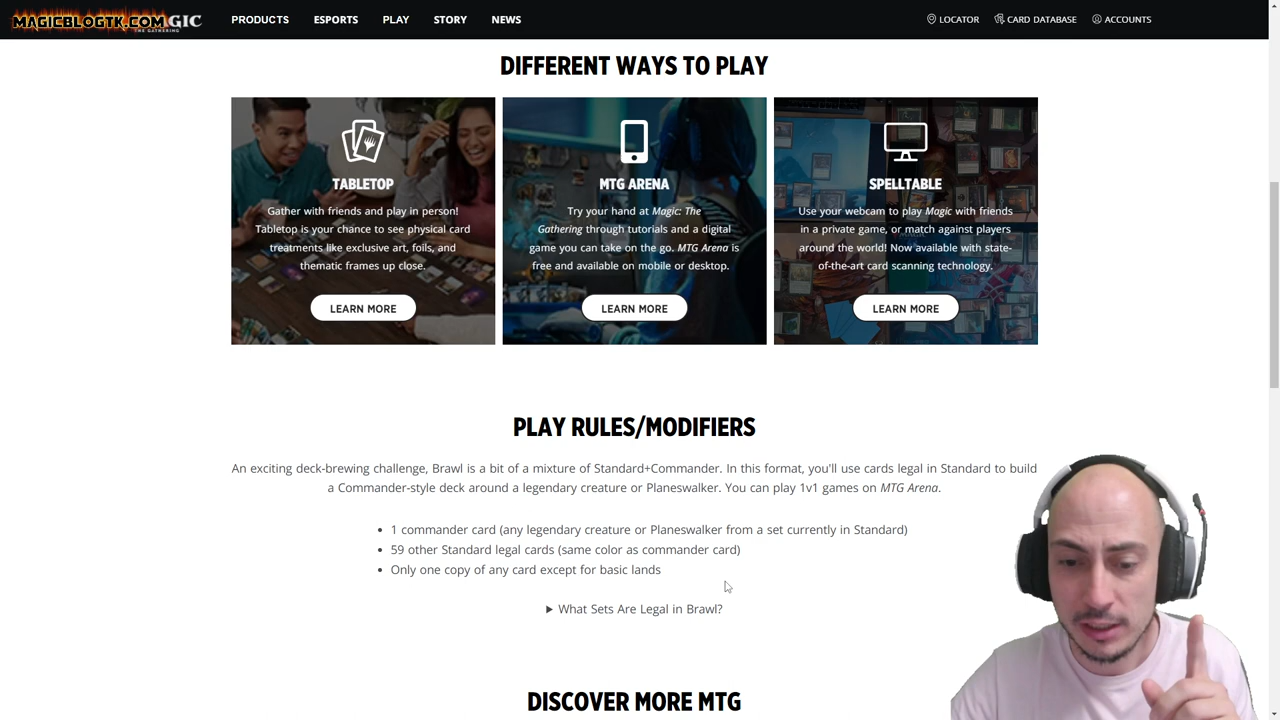 MAGICBLOGTK.COM
GIC
THE GATHERING
PRODUCTS ESPORTS PLAY STORY NEWS
LOCATOR CARD DATABASE ACCOUNTS
DIFFERENT WAYS TO PLAY
TABLETOP
Gather with friends and play in person!
Tabletop is your chance to see physical card
treatments like exclusive art, foils, and
thematic frames up close.
LEARN MORE
MTG ARENA
Try your hand at Magic: The
Gathering through tutorials and a digital
game you can take on the go. MTG Arena is
free and available on mobile or desktop.
LEARN MORE
SPELLTABLE
Use your webcam to play Magic with friends
in a private game, or match against players
around the world! Now available with state-
of-the-art card scanning technology.
LEARN MORE
PLAY RULES/MODIFIERS
An exciting deck-brewing challenge, Brawl is a bit of a mixture of Standard+Commander. In this format, you'll use cards legal in Standard to build
a Commander-style deck around a legendary creature or Planeswalker. You can play 1v1 games on MTG Arena.
• 1 commander card (any legendary creature or Planeswalker from a set currently in Standard)
• 59 other Standard legal cards (same color as commander card)
• Only one copy of any card except for basic lands
▶ What Sets Are Legal in Brawl?
DISCOVER MORE MTG